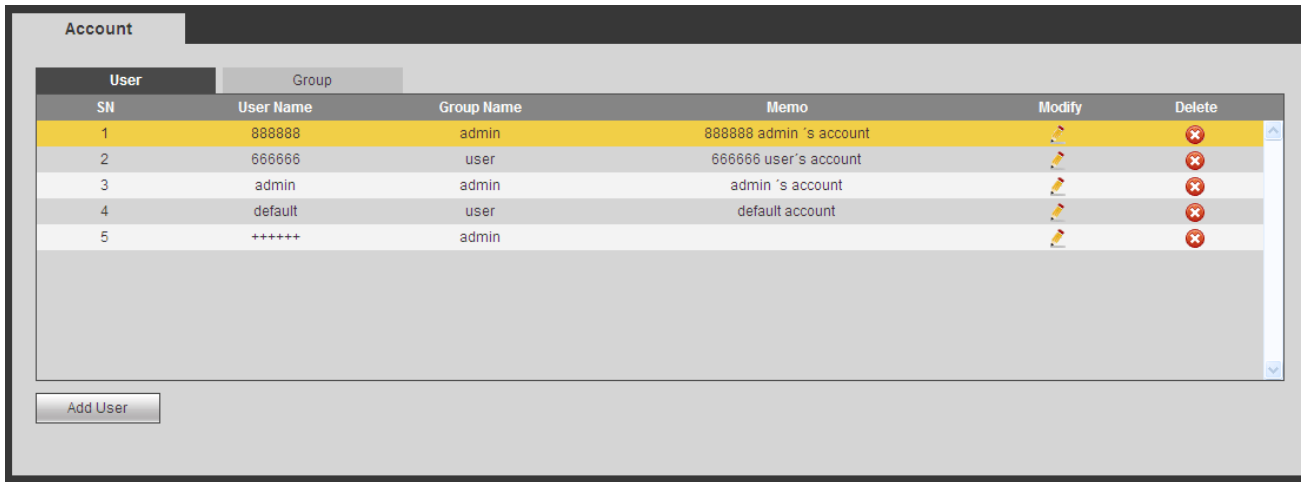 Account
User Group
SN User Name Group Name Memo Modify Delete
1 888888 admin 888888 admin ´s account
2 666666 user 666666 user´s account
3 admin admin admin ´s account
4 default user default account
5 ++++++ admin
Add User